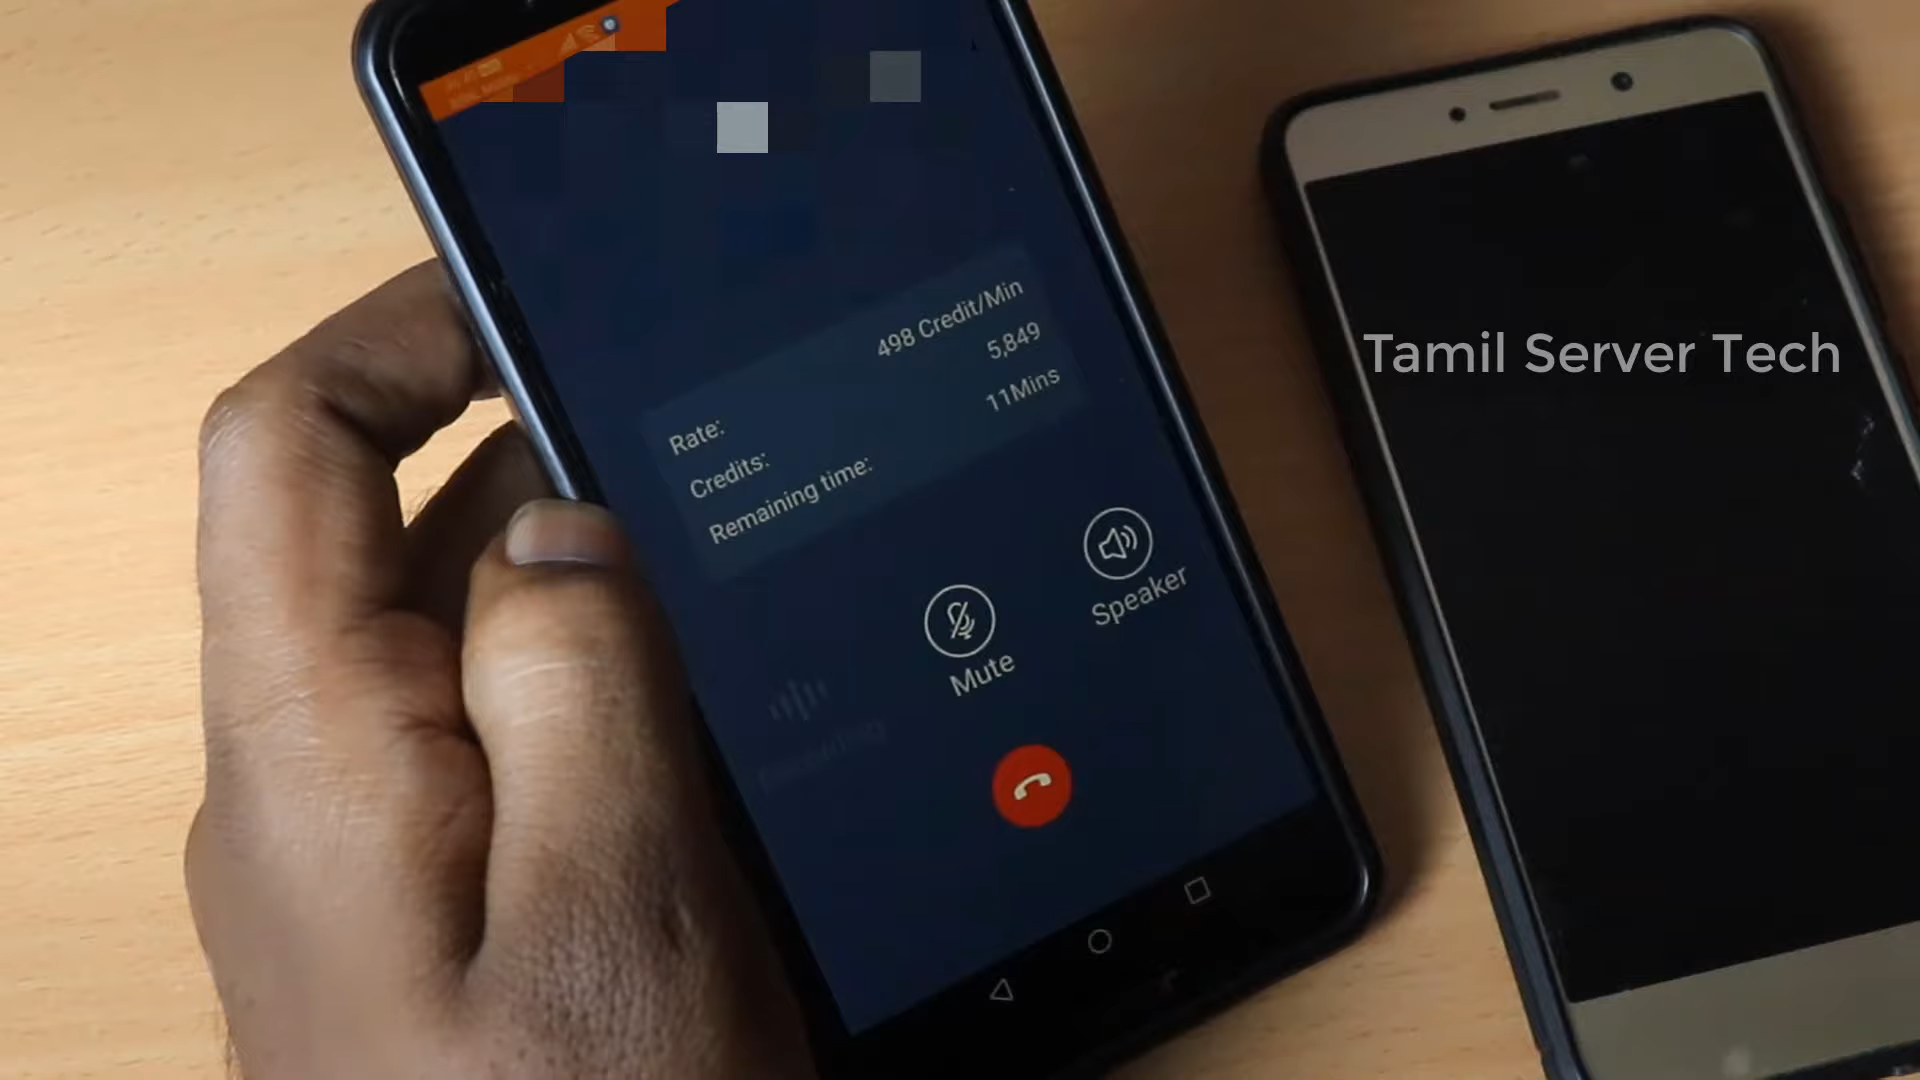 Rate: 498 Credit/Min
Credits: 5,849
Remaining time: 11Mins
Speaker
Mute
Tamil Server Tech